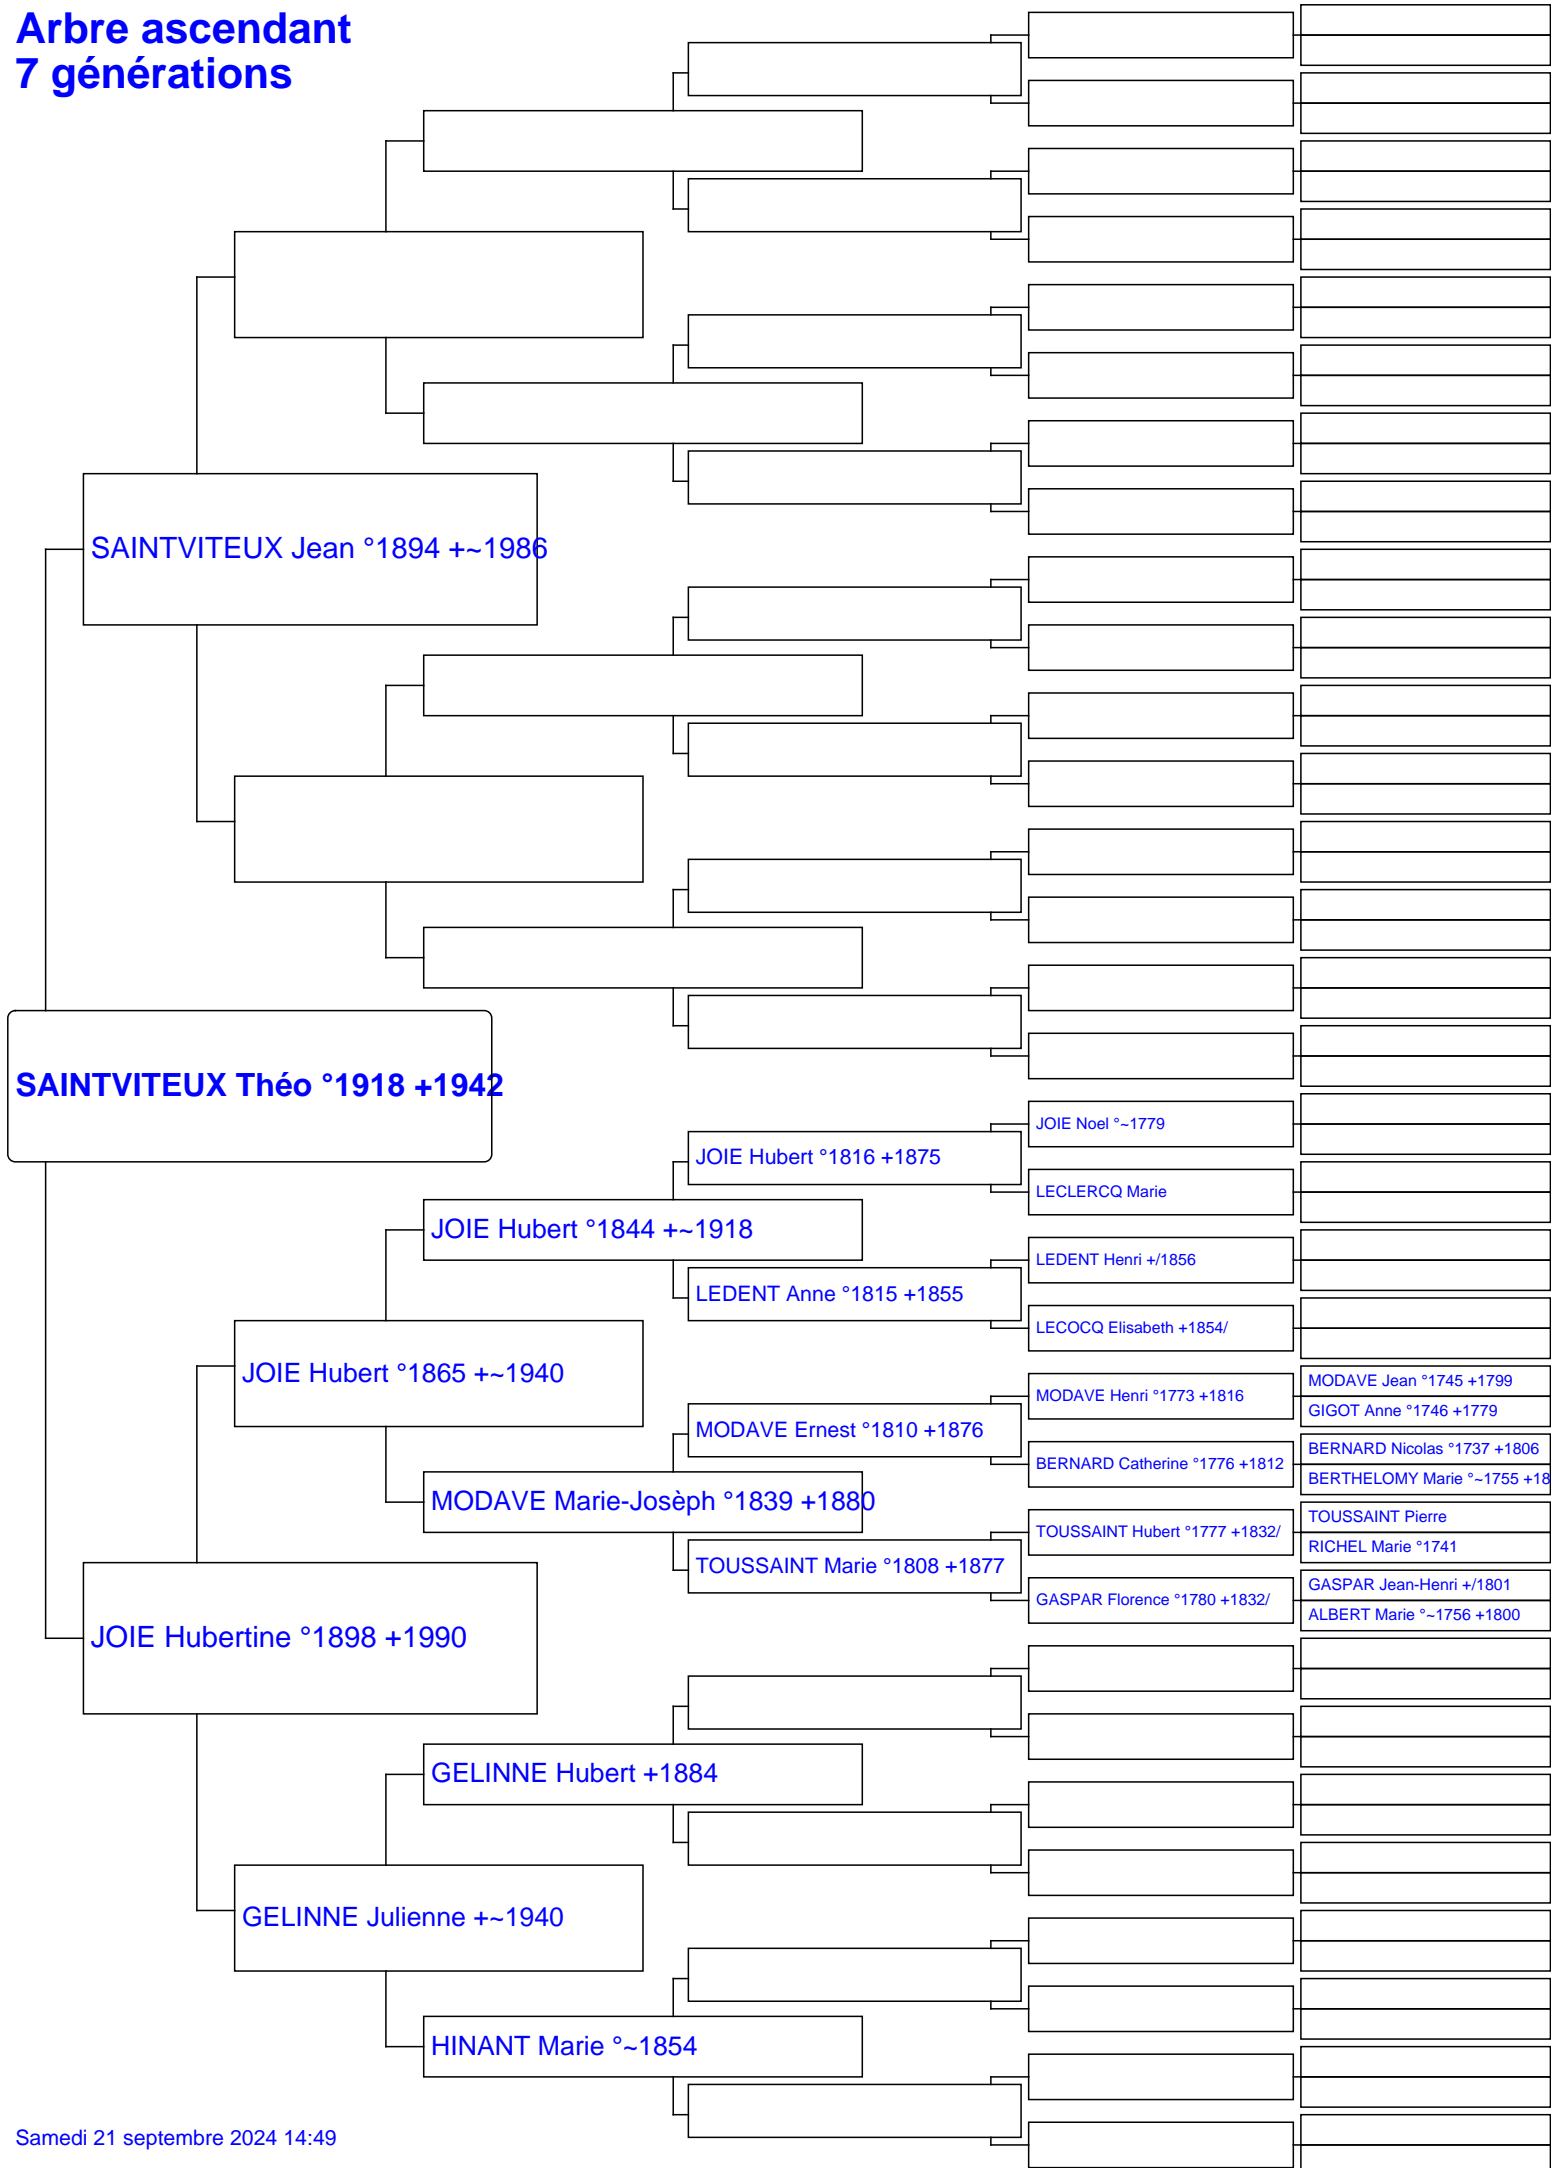 Arbre ascendant
7 générations
SAINTVITEUX Jean °1894 +~1986
SAINTVITEUX Théo °1918 +1942
JOIE Noel °~1779
JOIE Hubert °1816 +1875
LECLERCQ Marie
JOIE Hubert °1844 +~1918
LEDENT Henri +/1856
LEDENT Anne °1815 +1855
LECOCQ Elisabeth +1854/
JOIE Hubert °1865 +~1940
MODAVE Jean °1745 +1799
MODAVE Henri °1773 +1816
GIGOT Anne °1746 +1779
MODAVE Ernest °1810 +1876
BERNARD Nicolas °1737 +1806
BERNARD Catherine °1776 +1812
BERTHELOMY Marie °~1755 +18
MODAVE Marie-Josèph °1839 +1880
TOUSSAINT Pierre
TOUSSAINT Hubert °1777 +1832/
RICHEL Marie °1741
TOUSSAINT Marie °1808 +1877
GASPAR Jean-Henri +/1801
GASPAR Florence °1780 +1832/
ALBERT Marie °~1756 +1800
JOIE Hubertine °1898 +1990
GELINNE Hubert +1884
GELINNE Julienne +~1940
HINANT Marie °~1854
Samedi 21 septembre 2024 14:49